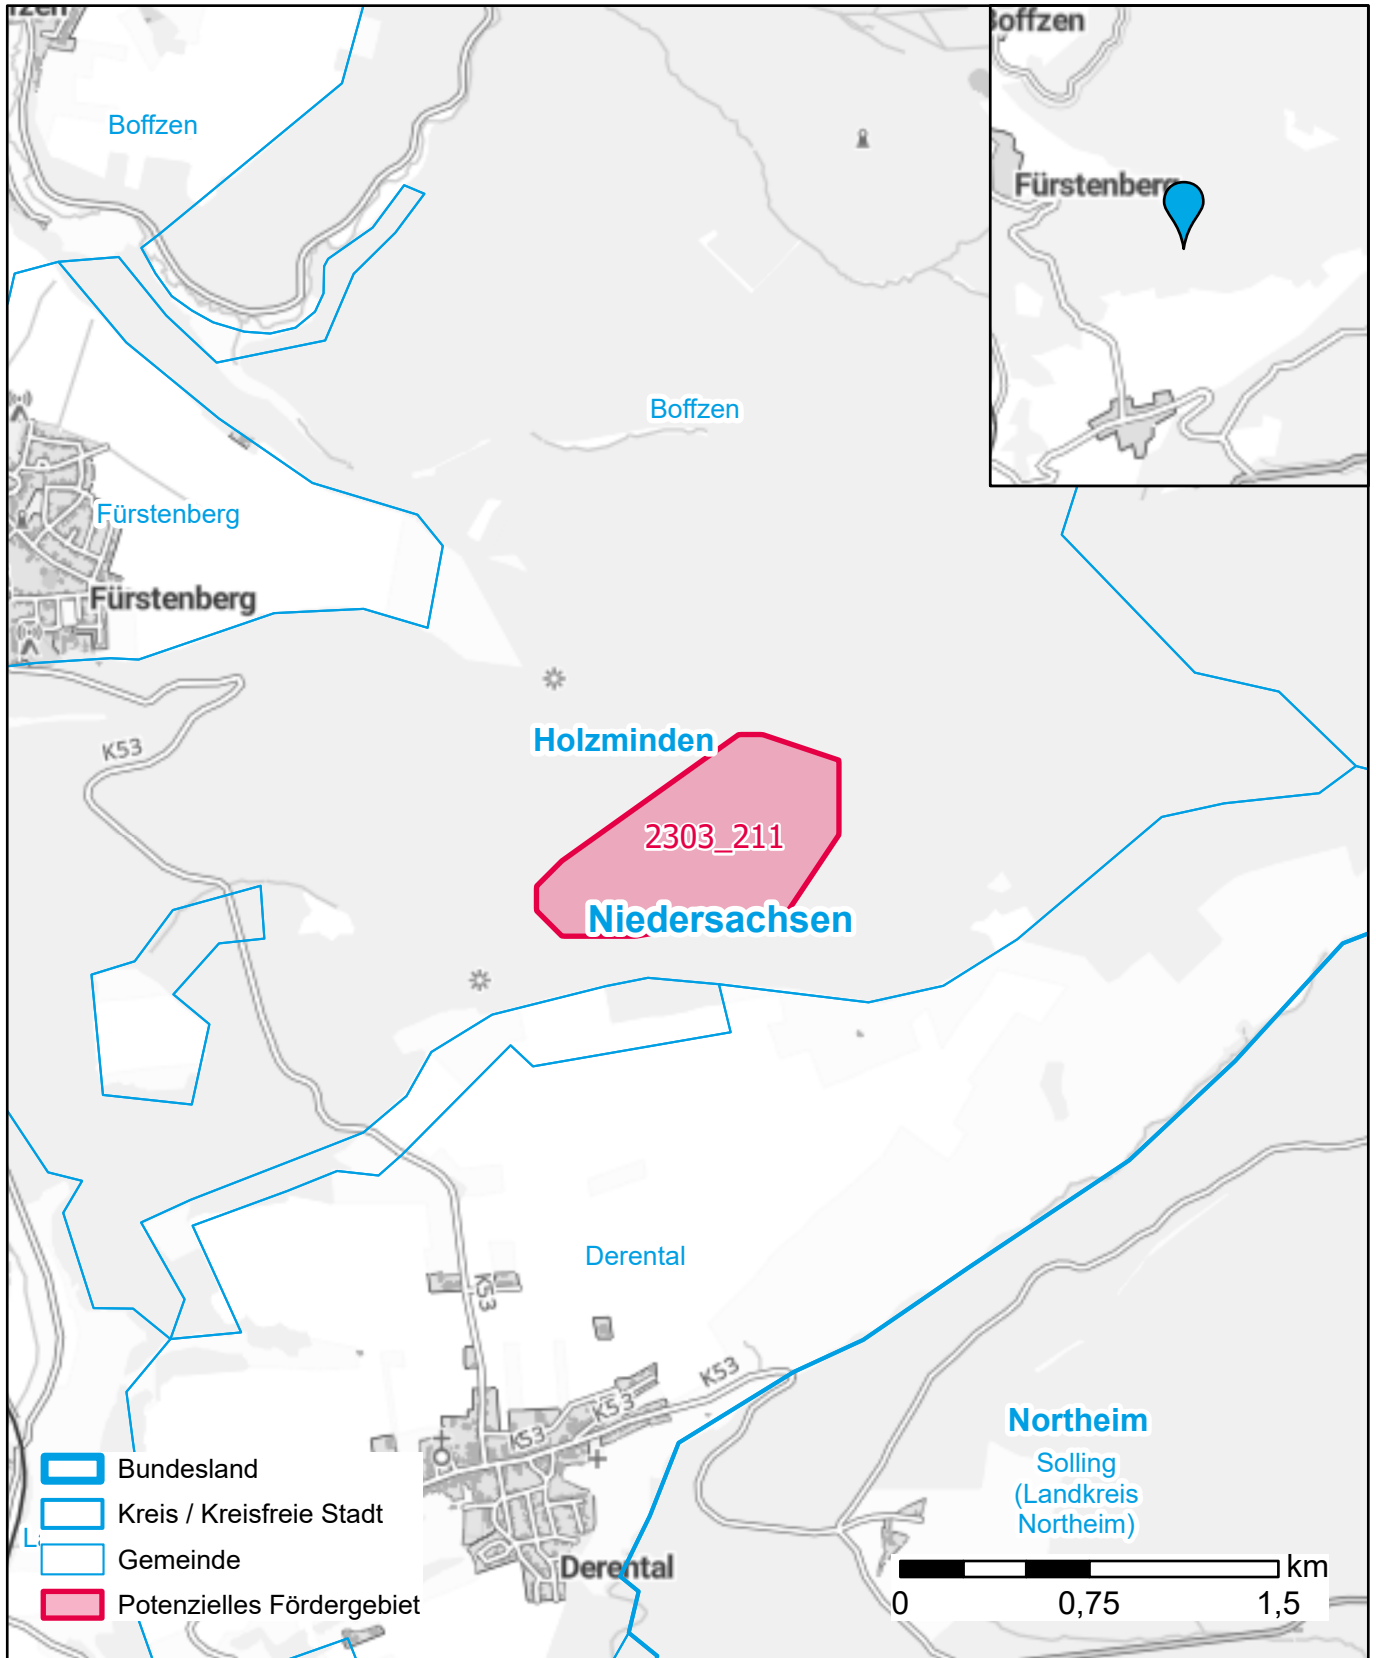 Boffzen
Boffzen
Fürstenberg
Boffzen
Fürstenberg
Fürstenberg
K53
Holzminden
2303_211
Niedersachsen
Derental
K53
K53
K53
K53
Northeim
Solling
(Landkreis
Northeim)
Derental
Bundesland
Kreis / Kreisfreie Stadt
Gemeinde
Potenzielles Fördergebiet
km
0 0,75 1,5